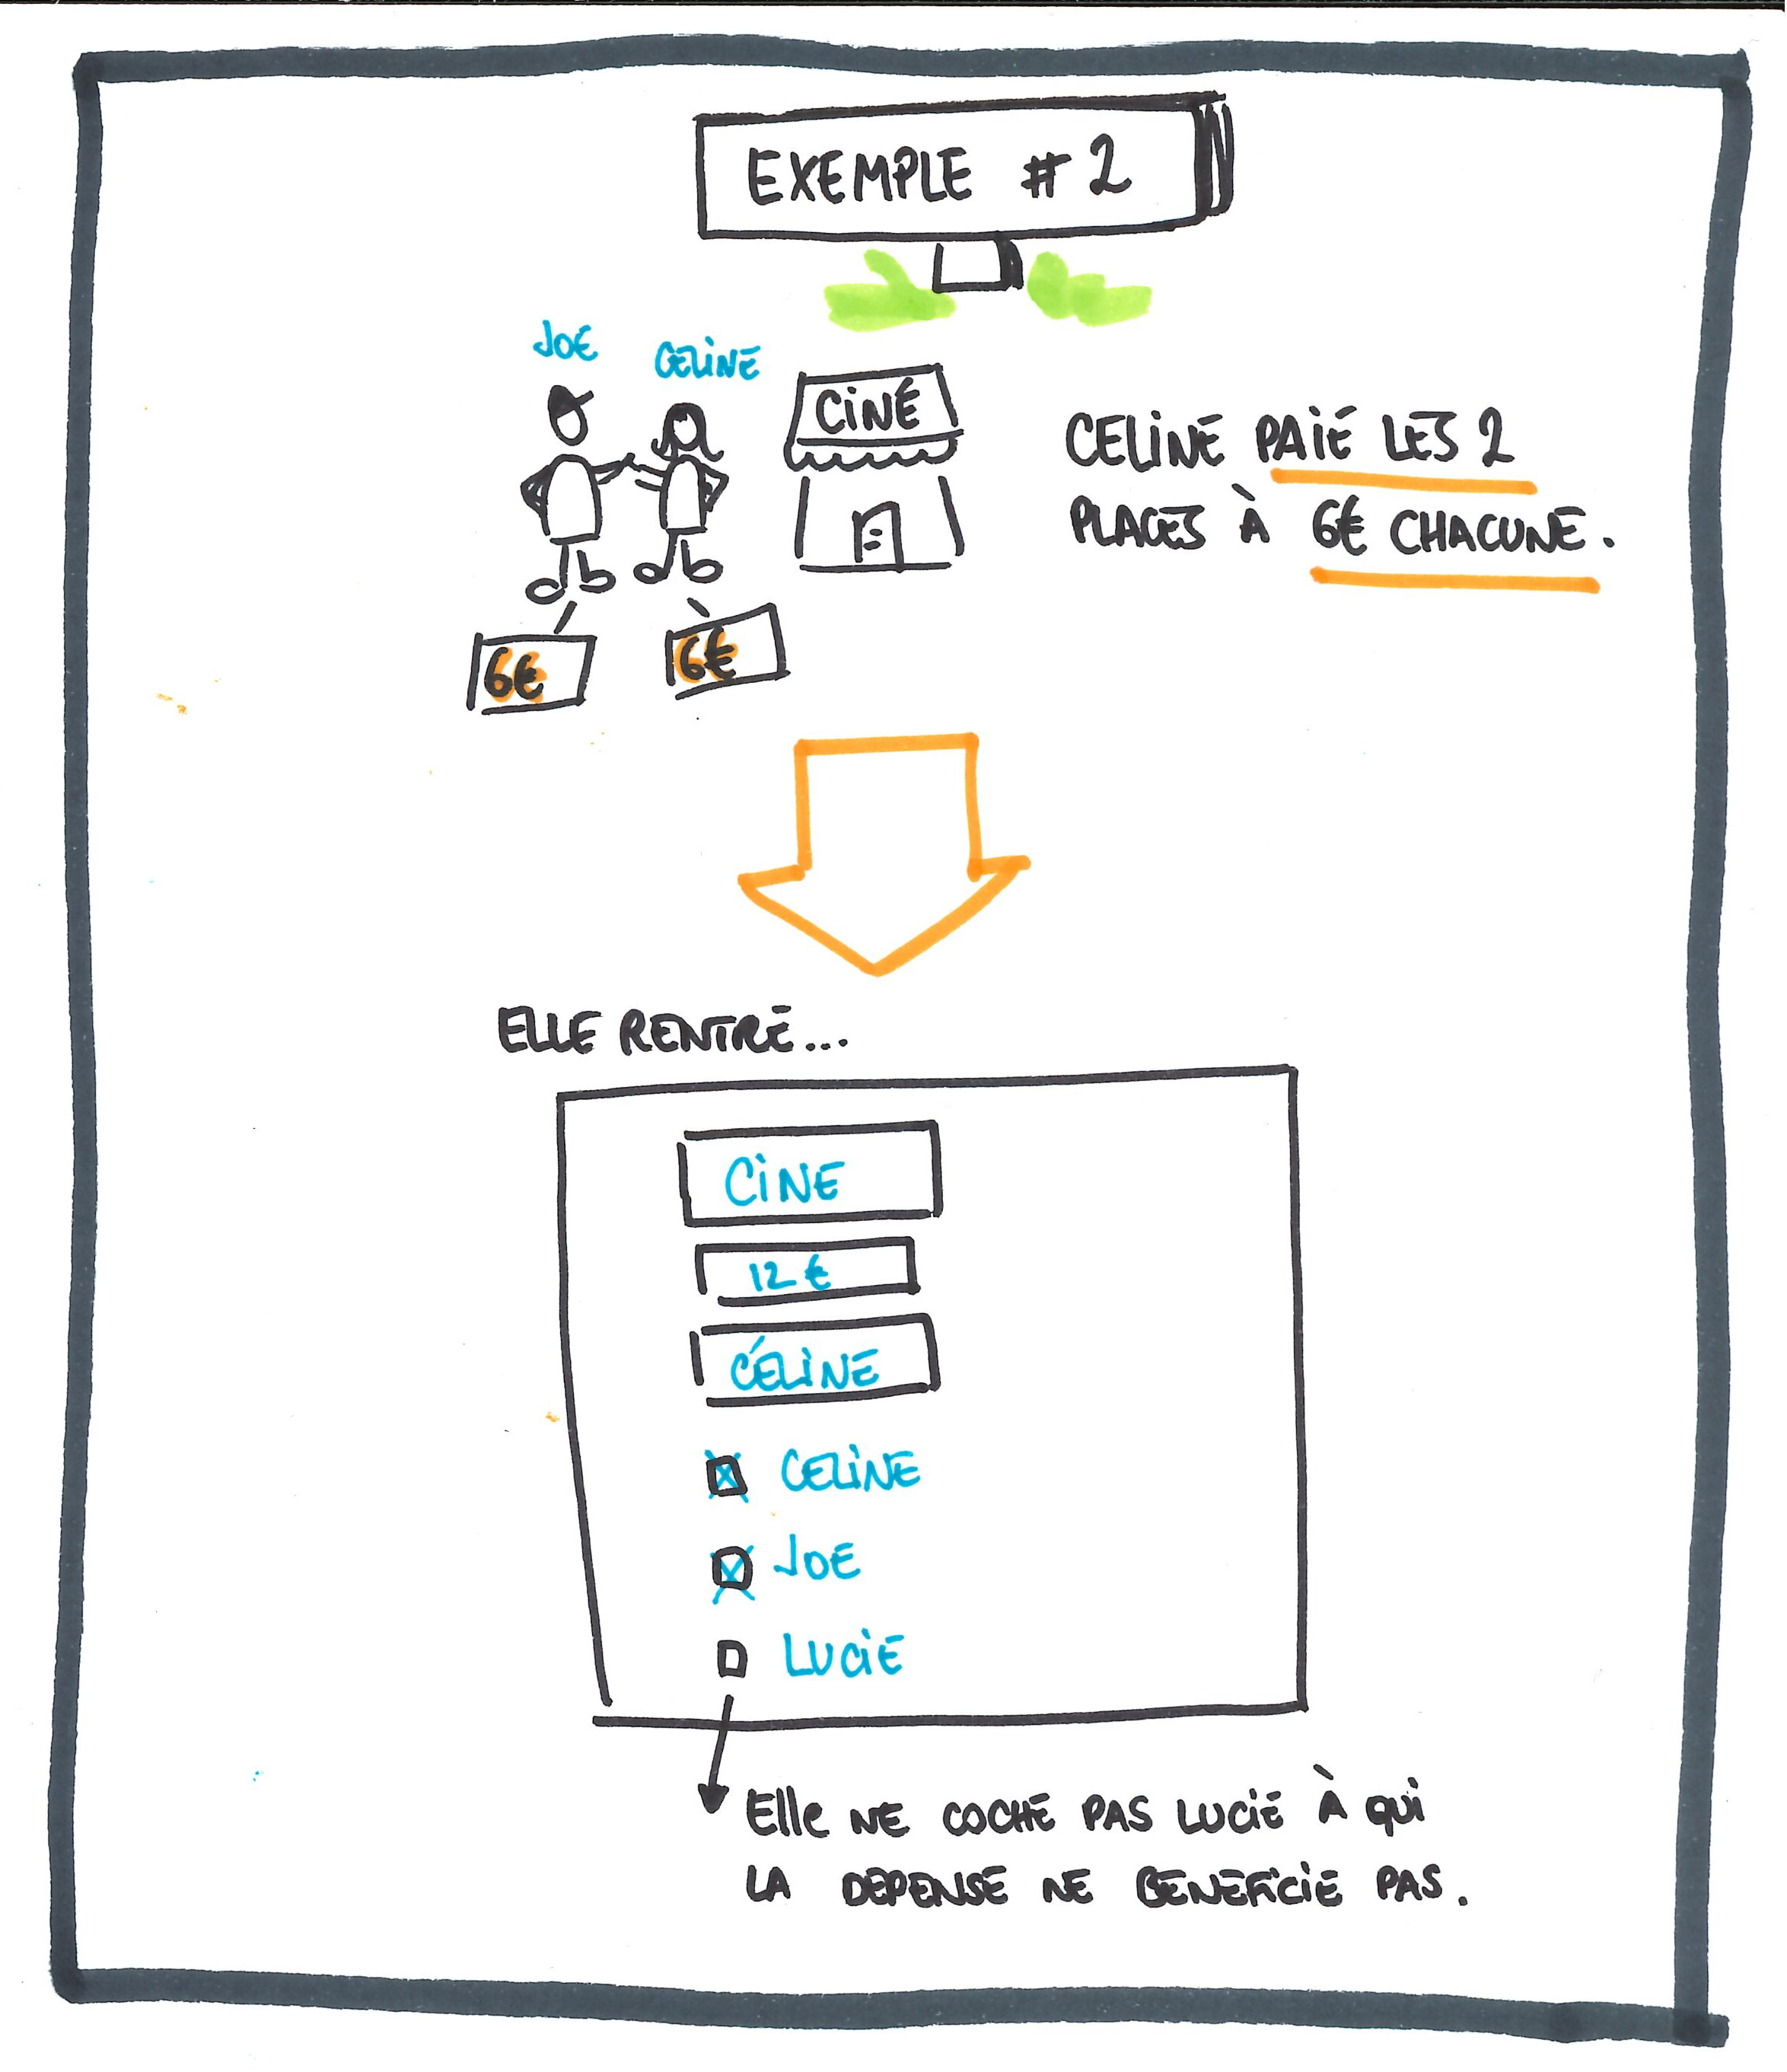 EXEMPLE # 2
JOE
CELINE
CINÉ
CELINE PAIE LES 2
PLACES À 6€ CHACUNE.
6€
6€
ELLE RENTRE...
CINE
12 €
CÉLINE
CELINE
JOE
LUCIE
Elle NE COCHE PAS LUCIE À QUI
LA DEPENSE NE BENEFICIE PAS.